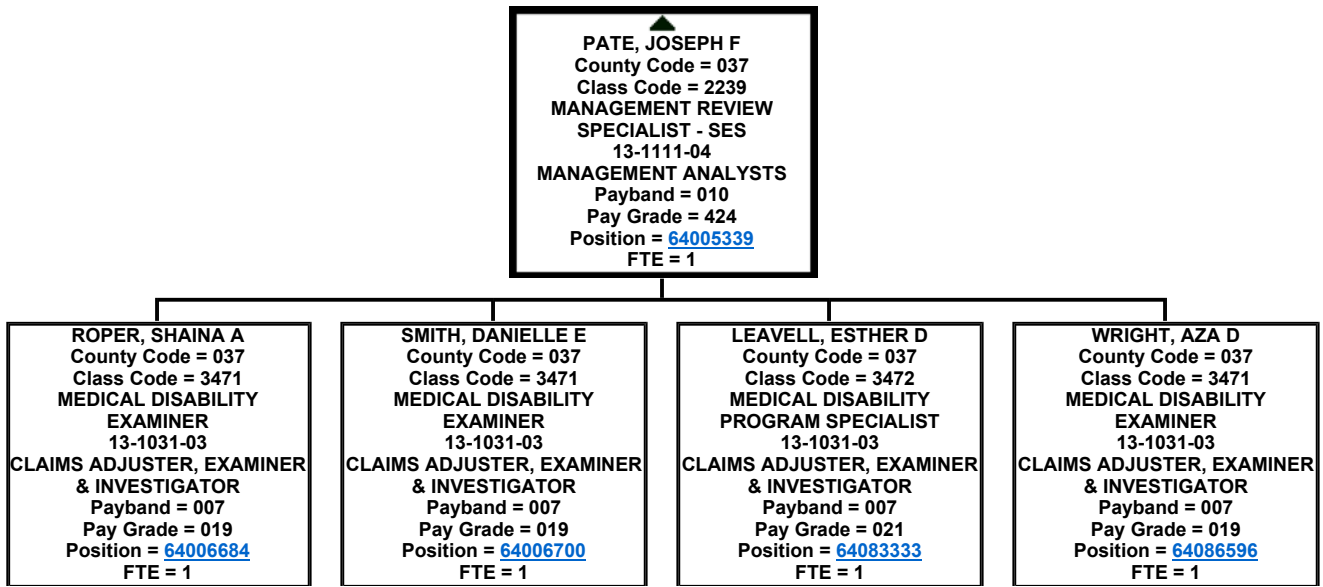 PATE, JOSEPH F
County Code = 037
Class Code = 2239
MANAGEMENT REVIEW
SPECIALIST - SES
13-1111-04
MANAGEMENT ANALYSTS
Payband = 010
Pay Grade = 424
Position = 64005339
FTE = 1
ROPER, SHAINA A
County Code = 037
Class Code = 3471
MEDICAL DISABILITY
EXAMINER
13-1031-03
CLAIMS ADJUSTER, EXAMINER
& INVESTIGATOR
Payband = 007
Pay Grade = 019
Position = 64006684
FTE = 1
SMITH, DANIELLE E
County Code = 037
Class Code = 3471
MEDICAL DISABILITY
EXAMINER
13-1031-03
CLAIMS ADJUSTER, EXAMINER
& INVESTIGATOR
Payband = 007
Pay Grade = 019
Position = 64006700
FTE = 1
LEAVELL, ESTHER D
County Code = 037
Class Code = 3472
MEDICAL DISABILITY
PROGRAM SPECIALIST
13-1031-03
CLAIMS ADJUSTER, EXAMINER
& INVESTIGATOR
Payband = 007
Pay Grade = 021
Position = 64083333
FTE = 1
WRIGHT, AZA D
County Code = 037
Class Code = 3471
MEDICAL DISABILITY
EXAMINER
13-1031-03
CLAIMS ADJUSTER, EXAMINER
& INVESTIGATOR
Payband = 007
Pay Grade = 019
Position = 64086596
FTE = 1